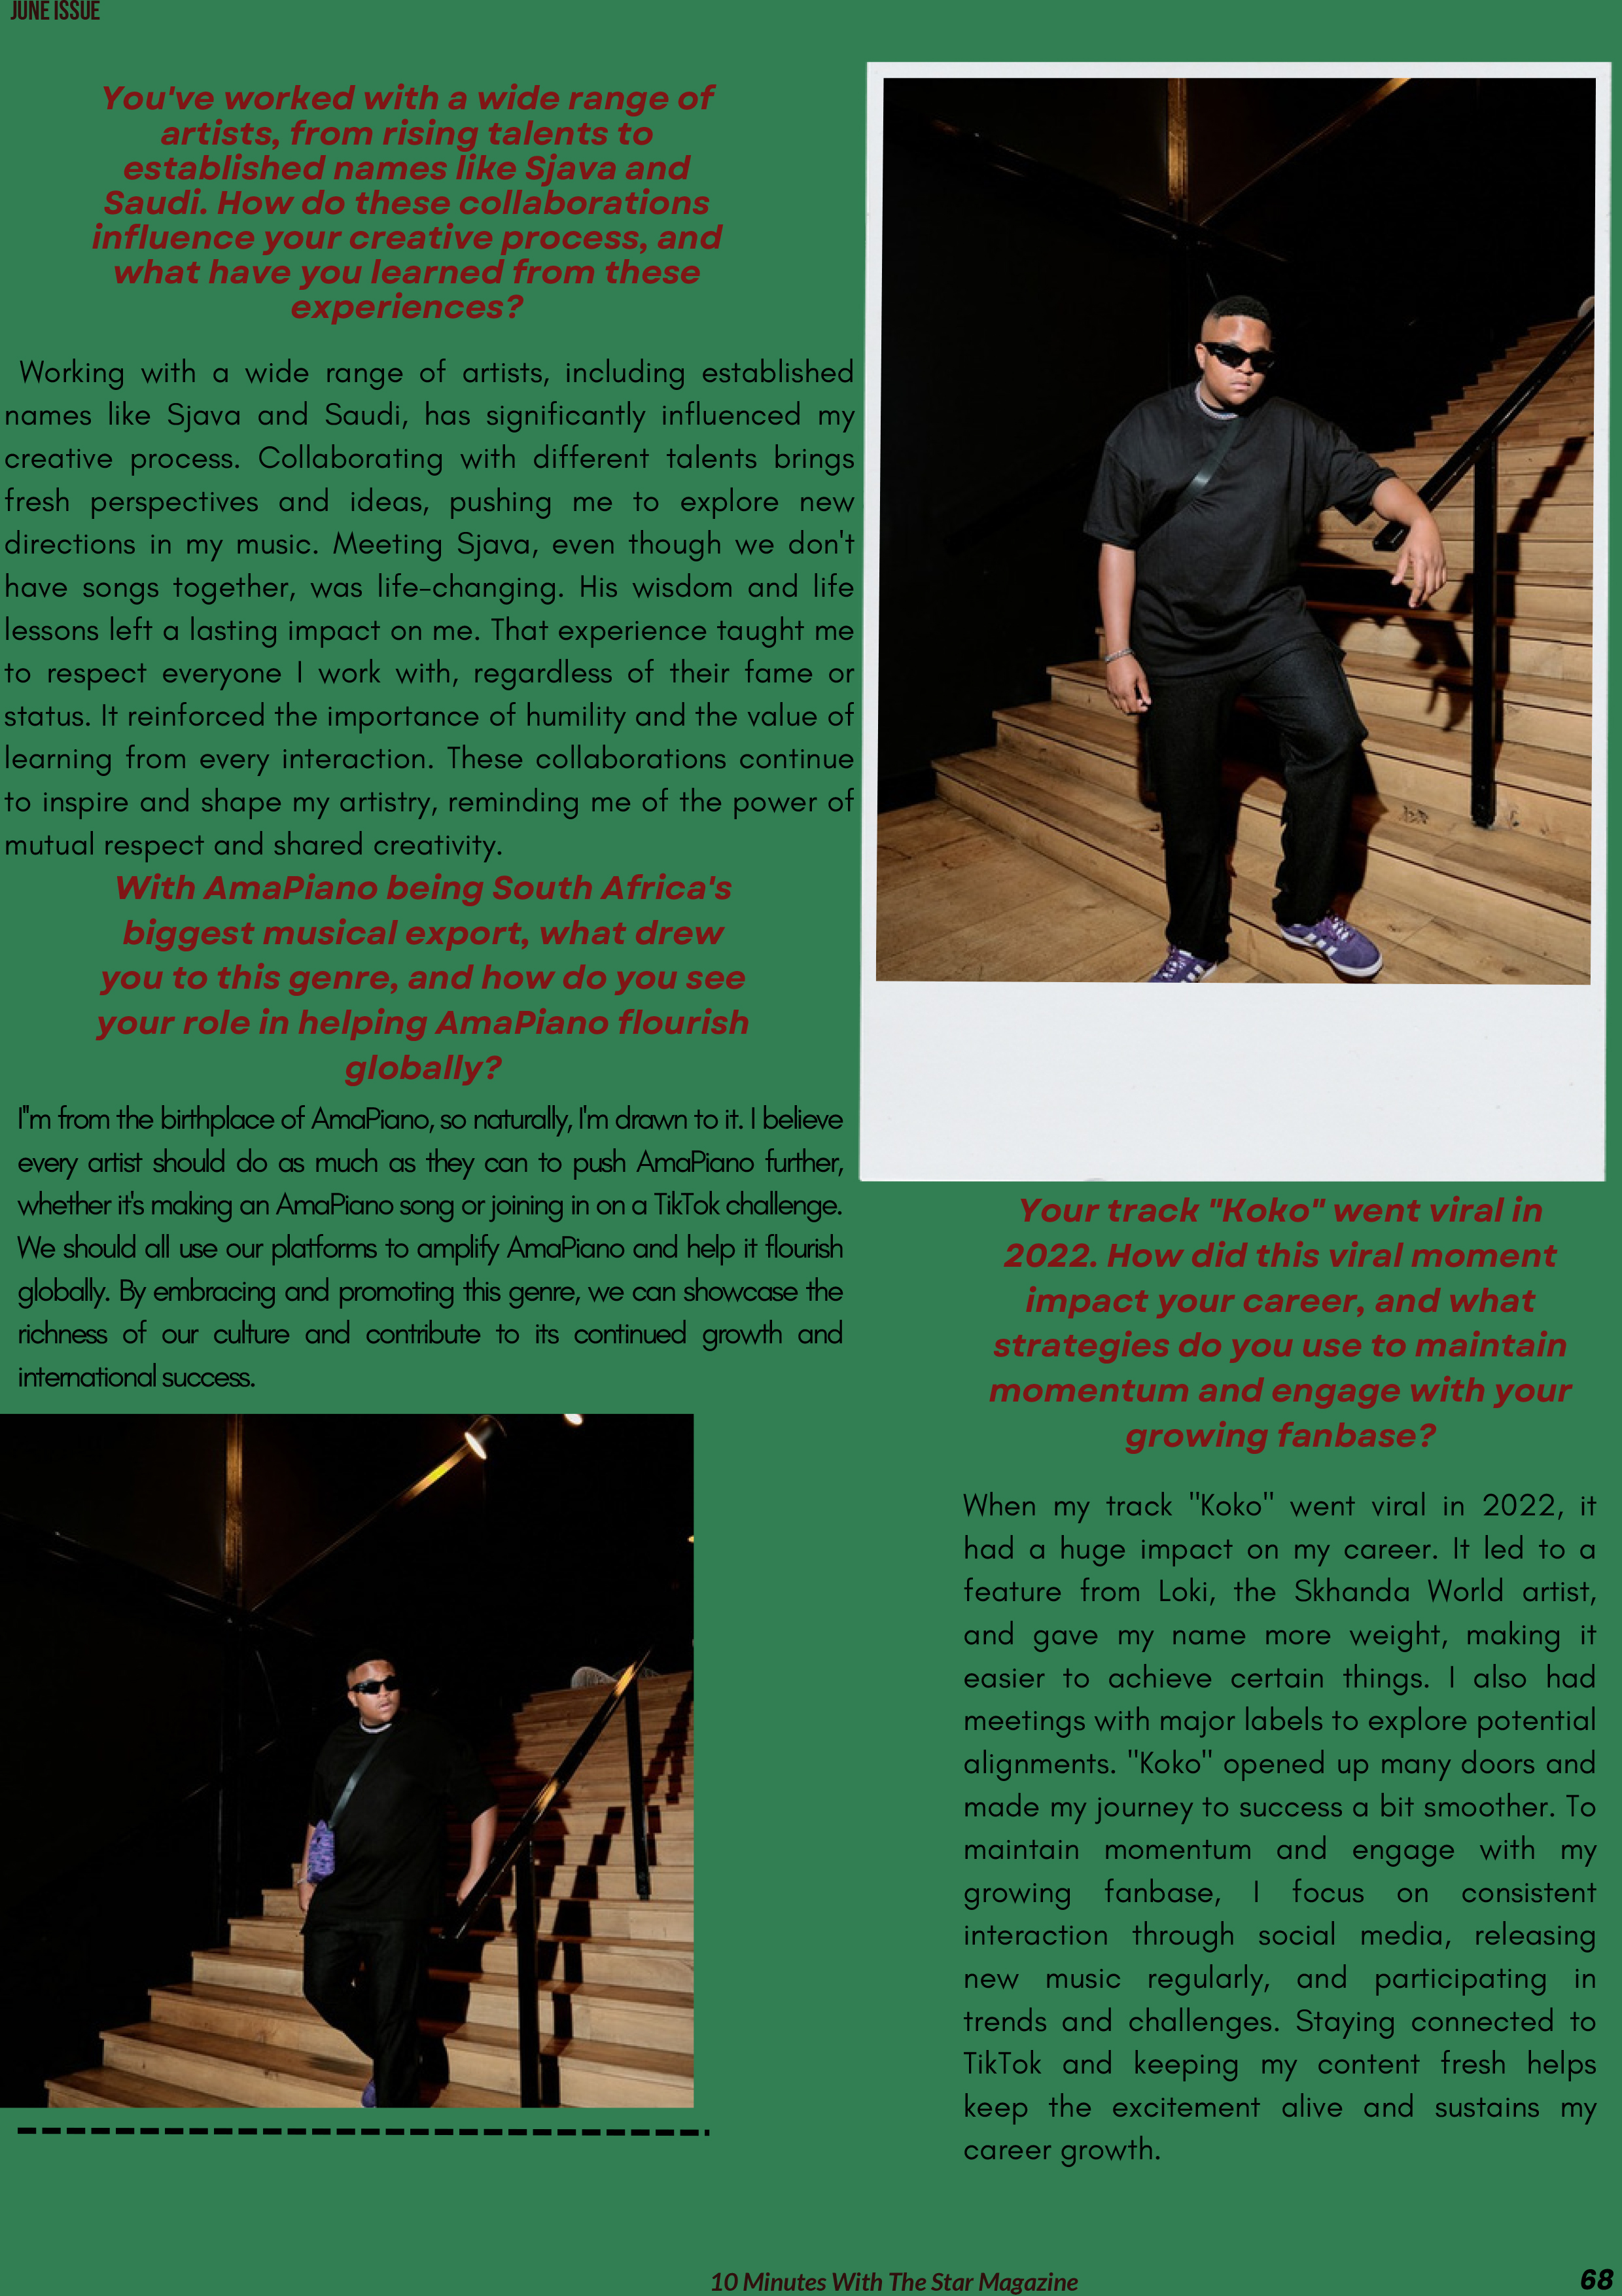 JUNE ISSUE
You've worked with a wide range of
artists, from rising talents to
established names like Sjava and
Saudi. How do these collaborations
influence your creative process, and
what have you learned from these
experiences?
Working with a wide range of artists, including established
names like Sjava and Saudi, has significantly influenced my
creative process. Collaborating with different talents brings
fresh perspectives and ideas, pushing me to explore new
directions in my music. Meeting Sjava, even though we don't
have songs together, was life-changing. His wisdom and life
lessons left a lasting impact on me. That experience taught me
to respect everyone I work with, regardless of their fame or
status. It reinforced the importance of humility and the value of
learning from every interaction. These collaborations continue
to inspire and shape my artistry, reminding me of the power of
mutual respect and shared creativity.
With AmaPiano being South Africa's
biggest musical export, what drew
you to this genre, and how do you see
your role in helping AmaPiano flourish
globally?
I"m from the birthplace of AmaPiano, so naturally, I'm drawn to it. I believe
every artist should do as much as they can to push AmaPiano further,
whether it's making an AmaPiano song or joining in on a TikTok challenge.
We should all use our platforms to amplify AmaPiano and help it flourish
globally. By embracing and promoting this genre, we can showcase the
richness of our culture and contribute to its continued growth and
international success.
Your track "Koko" went viral in
2022. How did this viral moment
impact your career, and what
strategies do you use to maintain
momentum and engage with your
growing fanbase?
When my track "Koko" went viral in 2022, it
had a huge impact on my career. It led to a
feature from Loki, the Skhanda World artist,
and gave my name more weight, making it
easier to achieve certain things. I also had
meetings with major labels to explore potential
alignments. "Koko" opened up many doors and
made my journey to success a bit smoother. To
maintain momentum and engage with my
growing fanbase, I focus on consistent
interaction through social media, releasing
new music regularly, and participating in
trends and challenges. Staying connected to
TikTok and keeping my content fresh helps
keep the excitement alive and sustains my
career growth.
10 Minutes With The Star Magazine
68